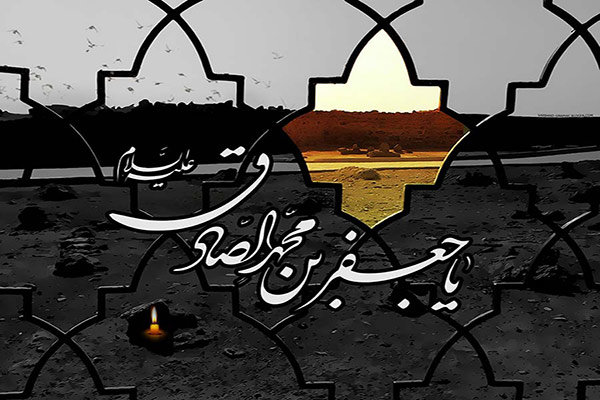 یا جعفر بن محمد الصادق
علیه السلام